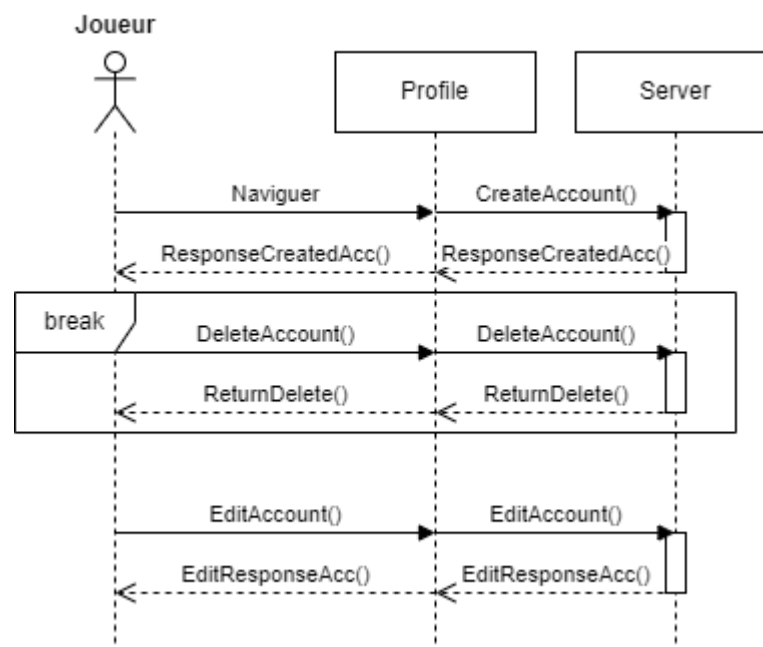 Joueur
Profile
Server
Naviguer
CreateAccount()
ResponseCreatedAcc()
ResponseCreatedAcc()
break
DeleteAccount()
DeleteAccount()
ReturnDelete()
ReturnDelete()
EditAccount()
EditAccount()
EditResponseAcc()
EditResponseAcc()